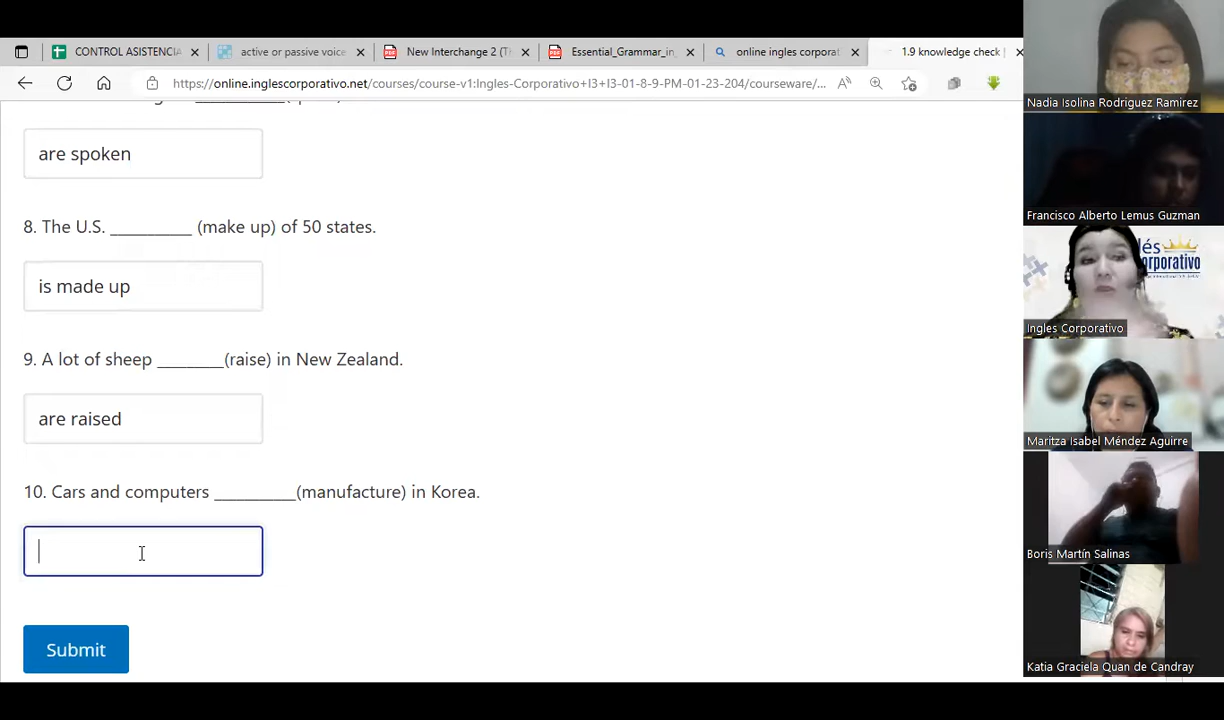 CONTROL ASISTENCIA
active or passive voice
New Interchange 2 (Th
Essential_Grammar_in_
online ingles corporat
1.9 knowledge check |
https://online.inglescorporativo.net/courses/course-v1:Ingles-Corporativo+I3+I3-01-8-9-PM-01-23-204/courseware/...
are spoken
8. The U.S. __________ (make up) of 50 states.
is made up
9. A lot of sheep ________(raise) in New Zealand.
are raised
10. Cars and computers __________(manufacture) in Korea.
Submit
Nadia Isolina Rodriguez Ramirez
Francisco Alberto Lemus Guzman
lés
orporativo
Ingles Corporativo
Maritza Isabel Méndez Aguirre
Boris Martín Salinas
Katia Graciela Quan de Candray